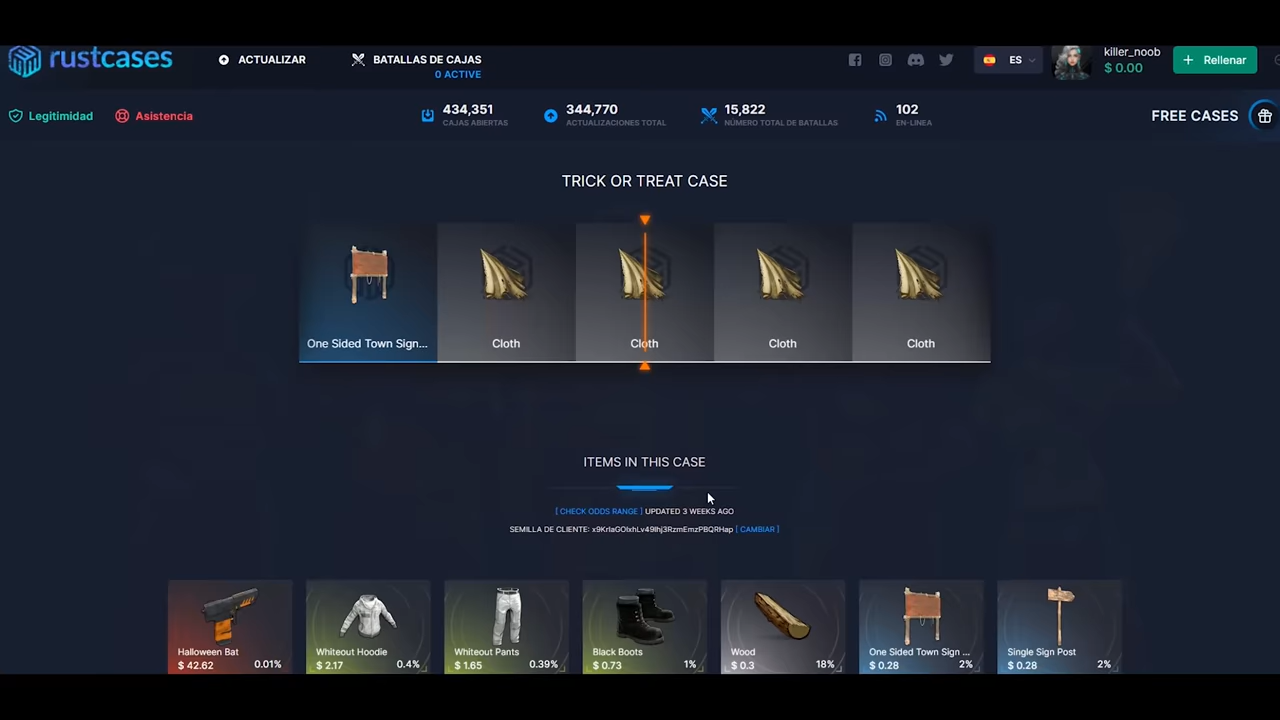 rustcases
ACTUALIZAR
BATALLAS DE CAJAS
0 ACTIVE
ES
killer_noob
$ 0.00
+ Rellenar
Legitimidad
Asistencia
434,351
CAJAS ABIERTAS
344,770
ACTUALIZACIONES TOTAL
15,822
NÚMERO TOTAL DE BATALLAS
102
EN-LINEA
FREE CASES
TRICK OR TREAT CASE
One Sided Town Sign...
Cloth
Cloth
Cloth
Cloth
ITEMS IN THIS CASE
[ CHECK ODDS RANGE ] UPDATED 3 WEEKS AGO
SEMILLA DE CLIENTE: [ CAMBIAR ]
Halloween Bat
$ 42.62 0.01%
Whiteout Hoodie
$ 2.17 0.4%
Whiteout Pants
$ 1.65 0.39%
Black Boots
$ 0.73 1%
Wood
$ 0.3 18%
One Sided Town Sign ...
$ 0.28 2%
Single Sign Post
$ 0.28 2%